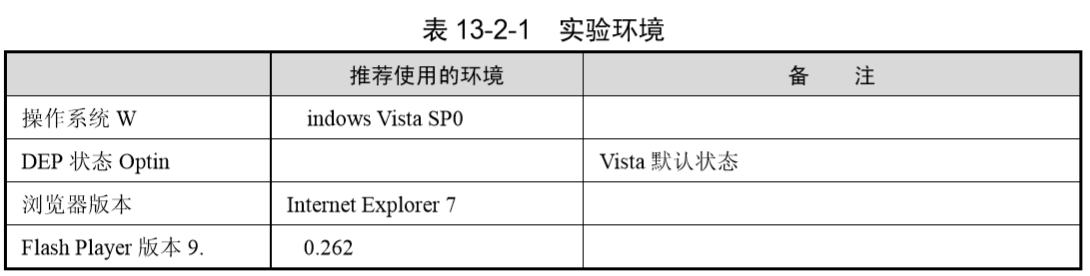 表 13-2-1 实验环境
推荐使用的环境 备 注
操作系统 W indows Vista SP0
DEP 状态 Optin Vista 默认状态
浏览器版本 Internet Explorer 7
Flash Player 版本 9. 0.262